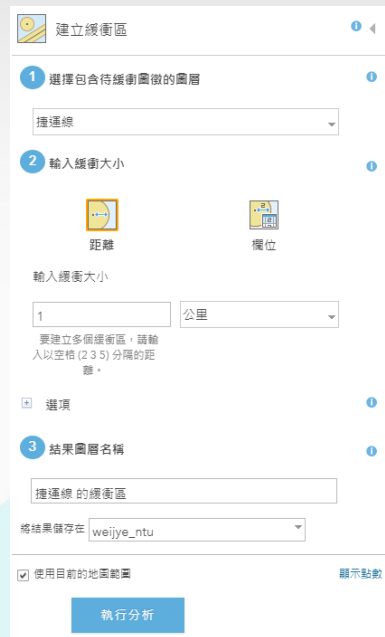 建立緩衝區
1 選擇包含待緩衝圖徵的圖層
捷運線
2 輸入緩衝大小
距離 欄位
輸入緩衝大小
1 公里
要建立多個緩衝區，請輸
入以空格 (2 3 5) 分隔的距
離。
選項
3 結果圖層名稱
捷運線 的緩衝區
將結果儲存在 weijye_ntu
使用目前的地圖範圍 顯示點數
執行分析